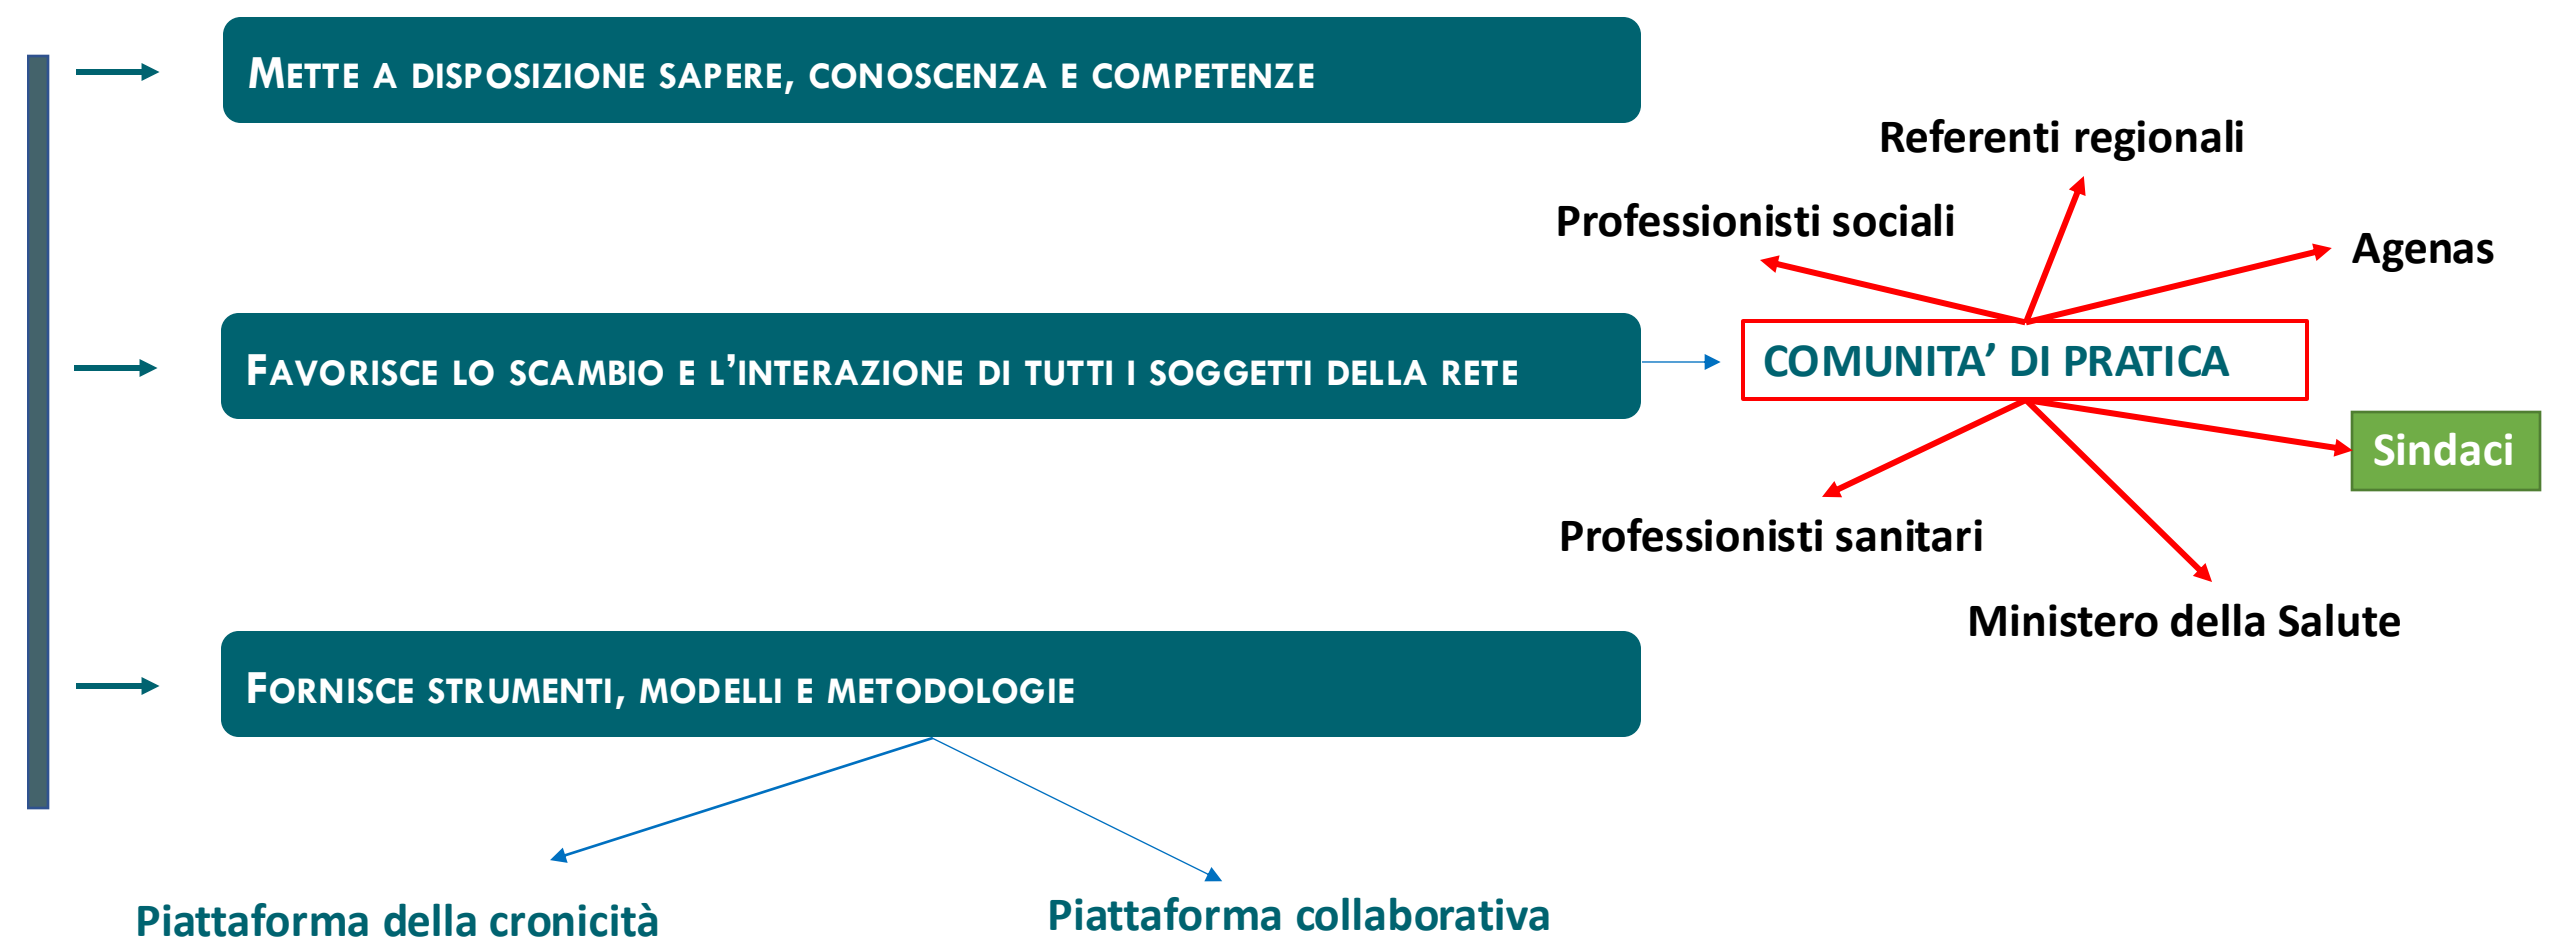 METTE A DISPOSIZIONE SAPERE, CONOSCENZA E COMPETENZE
Referenti regionali
Professionisti sociali
Agenas
FAVORISCE LO SCAMBIO E L’INTERAZIONE DI TUTTI I SOGGETTI DELLA RETE
COMUNITA’ DI PRATICA
Sindaci
Professionisti sanitari
Ministero della Salute
FORNISCE STRUMENTI, MODELLI E METODOLOGIE
Piattaforma della cronicità
Piattaforma collaborativa